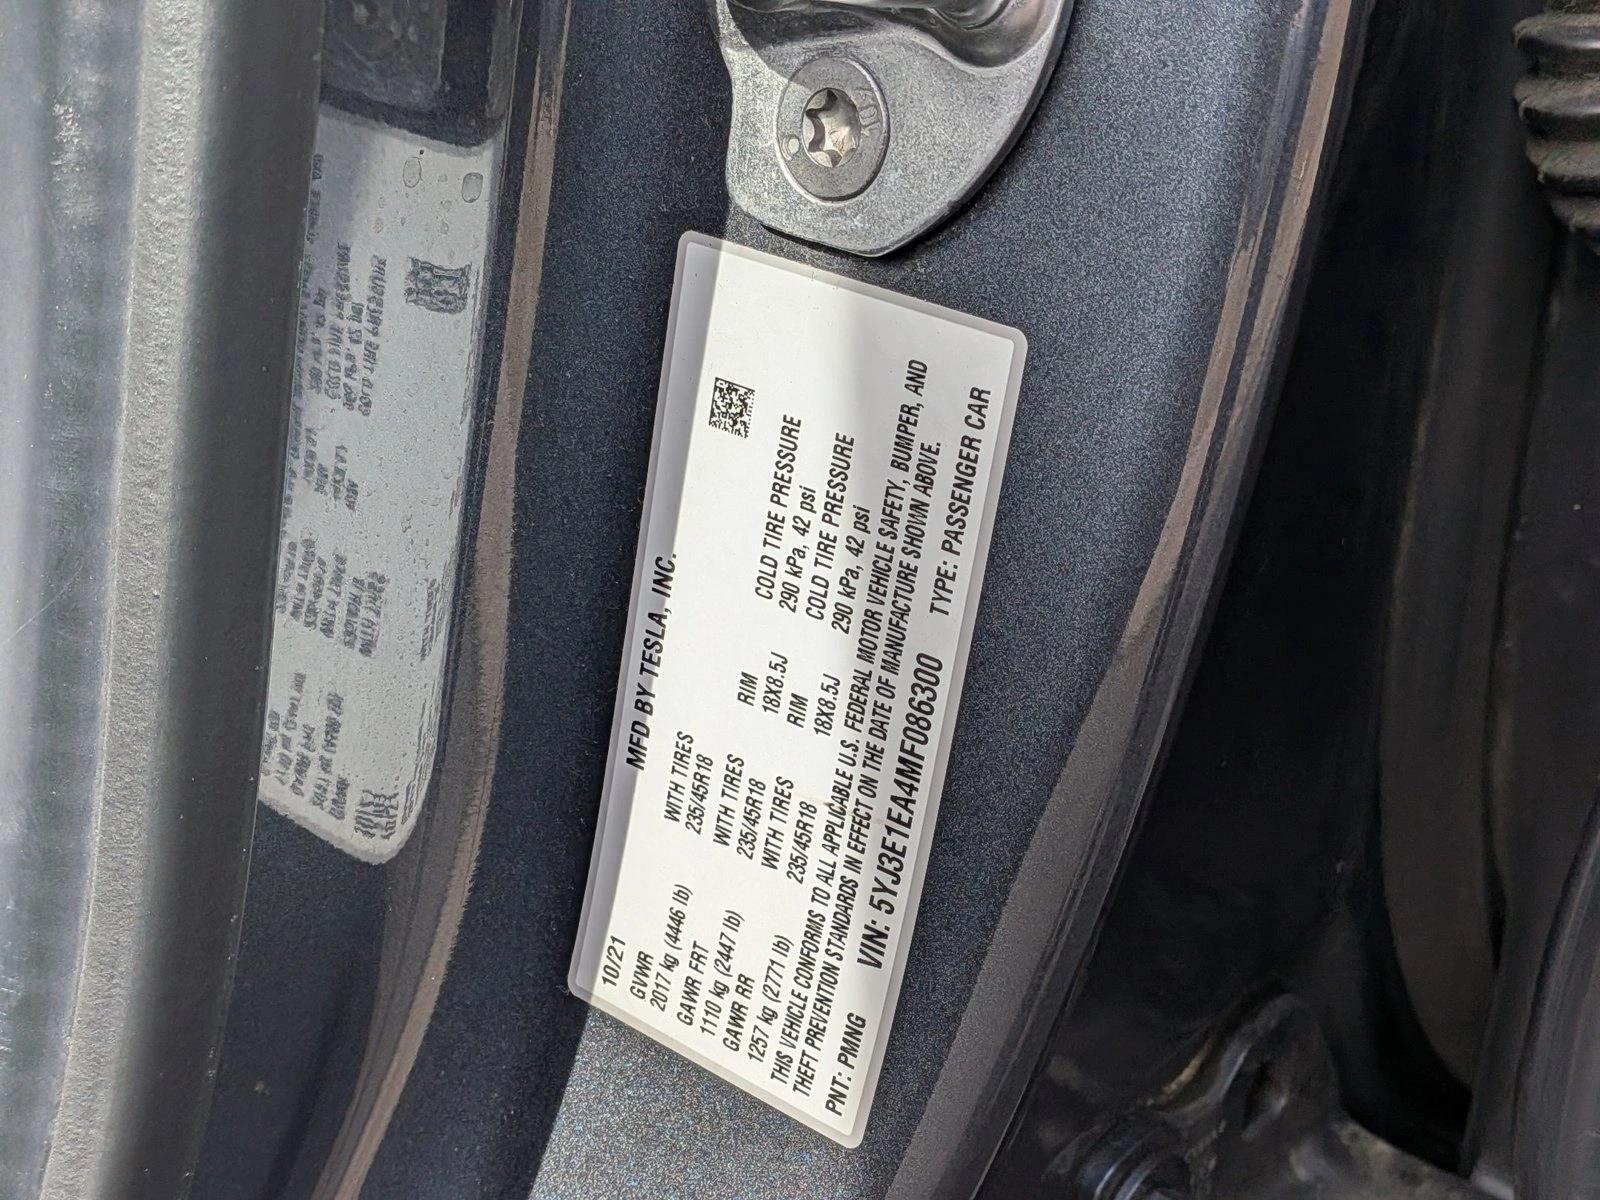 MFD BY TESLA, INC.
10/21
GVWR
2017 kg (4446 lb)
WITH TIRES
235/45R18
GAWR FRT
1110 kg (2447 lb)
WITH TIRES
235/45R18
RIM
18X8.5J
COLD TIRE PRESSURE
290 kPa, 42 psi
GAWR RR
1257 kg (2771 lb)
WITH TIRES
235/45R18
RIM
18X8.5J
COLD TIRE PRESSURE
290 kPa, 42 psi
THIS VEHICLE CONFORMS TO ALL APPLICABLE U.S. FEDERAL MOTOR VEHICLE SAFETY, BUMPER, AND
THEFT PREVENTION STANDARDS IN EFFECT ON THE DATE OF MANUFACTURE SHOWN ABOVE.
PNT: PMNG VIN: 5YJ3E1EA4MF086300 TYPE: PASSENGER CAR